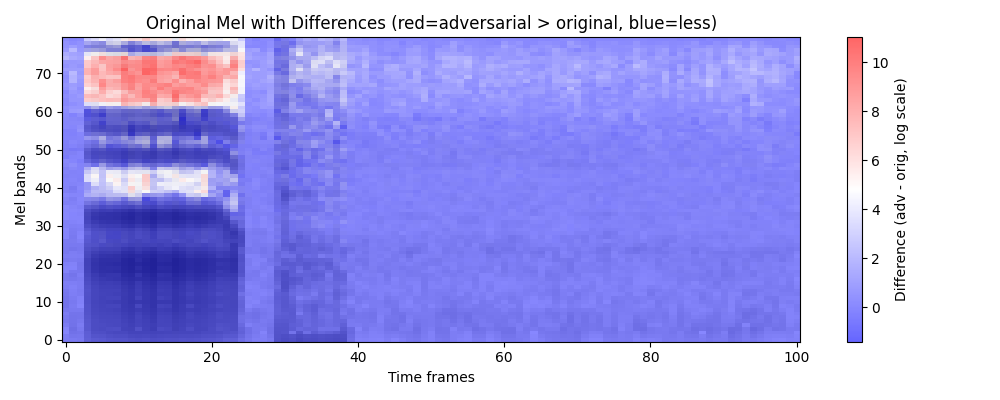 Original Mel with Differences (red=adversarial > original, blue=less)
Mel bands
70
60
50
40
30
20
10
0
0 20 40 60 80 100
Time frames
10
8
6
4
2
0
Difference (adv - orig, log scale)